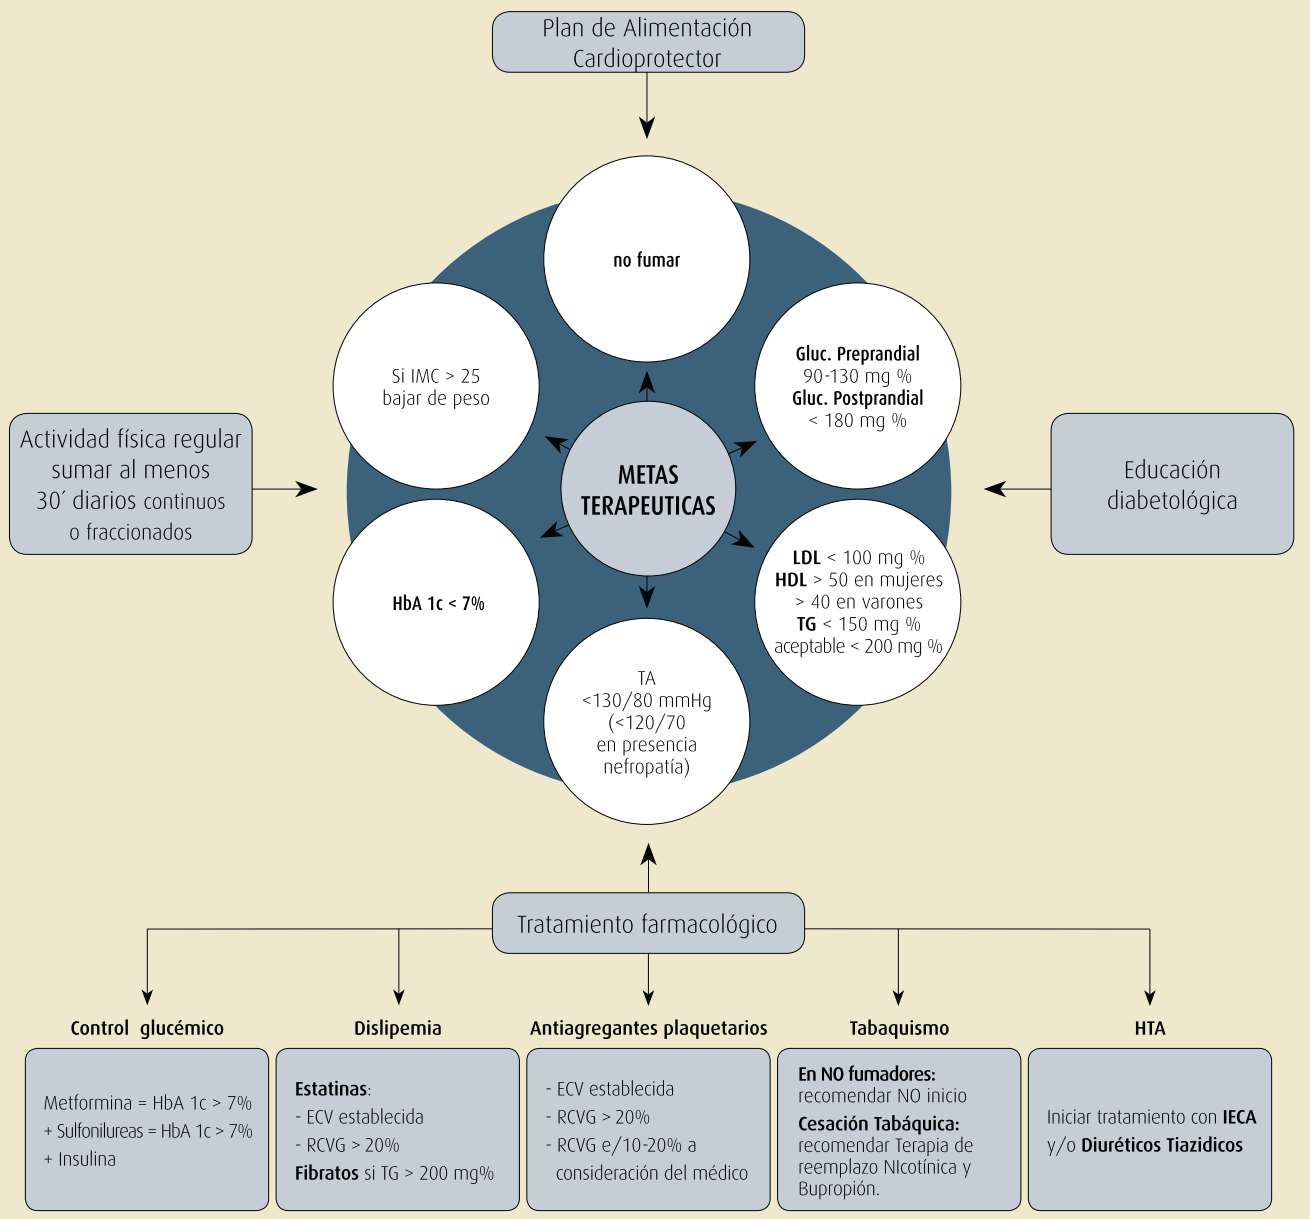 Plan de Alimentación
Cardioprotector
no fumar
Si IMC > 25
bajar de peso
Gluc. Preprandial
90-130 mg %
Gluc. Postprandial
< 180 mg %
Actividad física regular
sumar al menos
30´ diarios continuos
o fraccionados
METAS
TERAPEUTICAS
Educación
diabetológica
HbA 1c < 7%
LDL < 100 mg %
HDL > 50 en mujeres
> 40 en varones
TG < 150 mg %
aceptable < 200 mg %
TA
<130/80 mmHg
(<120/70
en presencia
nefropatía)
Tratamiento farmacológico
Control glucémico
Metformina = HbA 1c > 7%
+ Sulfonilureas = HbA 1c > 7%
+ Insulina
Dislipemia
Estatinas:
- ECV establecida
- RCVG > 20%
Fibratos si TG > 200 mg%
Antiagregantes plaquetarios
- ECV establecida
- RCVG > 20%
- RCVG e/10-20% a
consideración del médico
Tabaquismo
En NO fumadores:
recomendar NO inicio
Cesación Tabáquica:
recomendar Terapia de
reemplazo NIcotínica y
Bupropión.
HTA
Iniciar tratamiento con IECA
y/o Diuréticos Tiazidicos